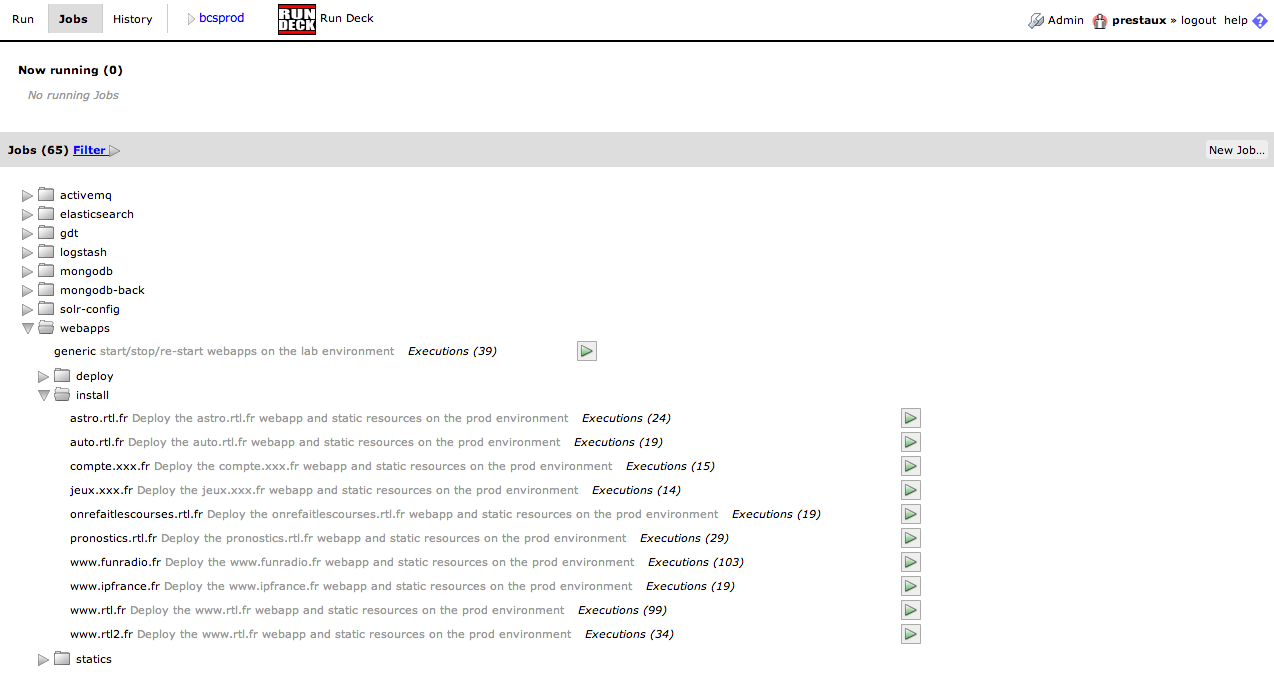 Run Jobs History bcsprod RUN DECK Run Deck Admin prestaux » logout help ?
Now running (0)
No running Jobs
Jobs (65) Filter New Job...
activemq
elasticsearch
gdt
logstash
mongodb
mongodb-back
solr-config
webapps
generic start/stop/re-start webapps on the lab environment Executions (39)
deploy
install
astro.rtl.fr Deploy the astro.rtl.fr webapp and static resources on the prod environment Executions (24)
auto.rtl.fr Deploy the auto.rtl.fr webapp and static resources on the prod environment Executions (19)
compte.xxx.fr Deploy the compte.xxx.fr webapp and static resources on the prod environment Executions (15)
jeux.xxx.fr Deploy the jeux.xxx.fr webapp and static resources on the prod environment Executions (14)
onrefaitlescourses.rtl.fr Deploy the onrefaitlescourses.rtl.fr webapp and static resources on the prod environment Executions (19)
pronostics.rtl.fr Deploy the pronostics.rtl.fr webapp and static resources on the prod environment Executions (29)
www.funradio.fr Deploy the www.funradio.fr webapp and static resources on the prod environment Executions (103)
www.ipfrance.fr Deploy the www.ipfrance.fr webapp and static resources on the prod environment Executions (19)
www.rtl.fr Deploy the www.rtl.fr webapp and static resources on the prod environment Executions (99)
www.rtl2.fr Deploy the www.rtl.fr webapp and static resources on the prod environment Executions (34)
statics